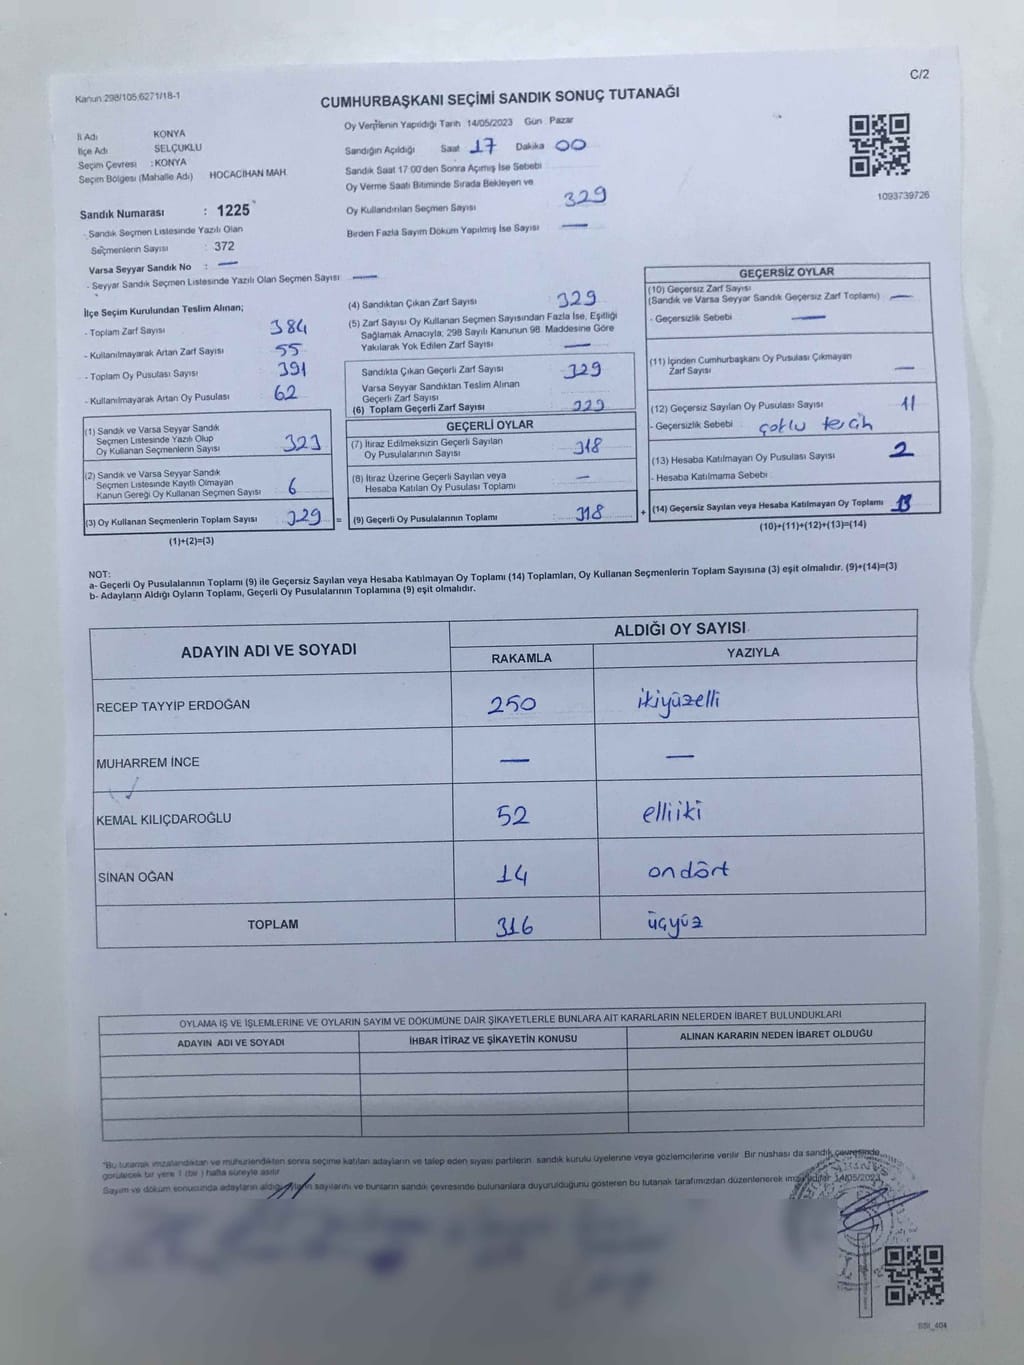 C/2
Kanun 298/105;6271/18-1
CUMHURBAŞKANI SEÇİMİ SANDIK SONUÇ TUTANAĞI
İl Adı KONYA
İlçe Adı SELÇUKLU
Seçim Çevresi : KONYA
Seçim Bölgesi (Mahalle Adı) HOCACİHAN MAH.
Sandık Numarası : 1225
- Sandık Seçmen Listesinde Yazılı Olan
Seçmenlerin Sayısı : 372
Varsa Seyyar Sandık No : —
- Seyyar Sandık Seçmen Listesinde Yazılı Olan Seçmen Sayısı: —
Oy Vermenin Yapıldığı Tarih 14/05/2023 Gün Pazar
Sandığın Açıldığı Saat 17 Dakika 00
Sandık Saat 17:00'den Sonra Açımış İse Sebebi
Oy Verme Saati Bitiminde Sırada Bekleyen ve
Oy Kullandırılan Seçmen Sayısı 329
Birden Fazla Sayım Döküm Yapılmış İse Sayısı —
1093739726
İlçe Seçim Kurulundan Teslim Alınan;
- Toplam Zarf Sayısı 384
- Kullanılmayarak Artan Zarf Sayısı 55
- Toplam Oy Pusulası Sayısı 391
- Kullanılmayarak Artan Oy Pusulası 62
(1) Sandık ve Varsa Seyyar Sandık
Seçmen Listesinde Yazılı Olup
Oy Kullanan Seçmenlerin Sayısı 323
(2) Sandık ve Varsa Seyyar Sandık
Seçmen Listesinde Kayıtlı Olmayan
Kanun Gereği Oy Kullanan Seçmen Sayısı 6
(3) Oy Kullanan Seçmenlerin Toplam Sayısı 329 =
(1)+(2)=(3)
(4) Sandıktan Çıkan Zarf Sayısı 329
(5) Zarf Sayısı Oy Kullanan Seçmen Sayısından Fazla İse, Eşitliği
Sağlamak Amacıyla; 298 Sayılı Kanunun 98. Maddesine Göre
Yakılarak Yok Edilen Zarf Sayısı —
Sandıkta Çıkan Geçerli Zarf Sayısı 329
Varsa Seyyar Sandıktan Teslim Alınan
Geçerli Zarf Sayısı
(6) Toplam Geçerli Zarf Sayısı 329
GEÇERLİ OYLAR
(7) İtiraz Edilmeksizin Geçerli Sayılan
Oy Pusulalarının Sayısı 318
(8) İtiraz Üzerine Geçerli Sayılan veya
Hesaba Katılan Oy Pusulası Toplamı —
(9) Geçerli Oy Pusulalarının Toplamı 318 +
GEÇERSİZ OYLAR
(10) Geçersiz Zarf Sayısı
(Sandık ve Varsa Seyyar Sandık Geçersiz Zarf Toplamı) —
- Geçersizlik Sebebi —
(11) İçinden Cumhurbaşkanı Oy Pusulası Çıkmayan
Zarf Sayısı —
(12) Geçersiz Sayılan Oy Pusulası Sayısı 11
- Geçersizlik Sebebi çoklu tercih
(13) Hesaba Katılmayan Oy Pusulası Sayısı 2
- Hesaba Katılmama Sebebi
(14) Geçersiz Sayılan veya Hesaba Katılmayan Oy Toplamı 13
(10)+(11)+(12)+(13)=(14)
NOT:
a- Geçerli Oy Pusulalarının Toplamı (9) ile Geçersiz Sayılan veya Hesaba Katılmayan Oy Toplamı (14) Toplamları, Oy Kullanan Seçmenlerin Toplam Sayısına (3) eşit olmalıdır. (9)+(14)=(3)
b- Adayların Aldığı Oyların Toplamı, Geçerli Oy Pusulalarının Toplamına (9) eşit olmalıdır.
ADAYIN ADI VE SOYADI
ALDIĞI OY SAYISI
RAKAMLA YAZIYLA
RECEP TAYYİP ERDOĞAN 250 ikiyüzelli
MUHARREM İNCE — —
KEMAL KILIÇDAROĞLU 52 elliiki
SİNAN OĞAN 14 ondört
TOPLAM 316 üçyüz
OYLAMA İŞ VE İŞLEMLERİNE VE OYLARIN SAYIM VE DÖKÜMÜNE DAİR ŞİKAYETLERLE BUNLARA AİT KARARLARIN NELERDEN İBARET BULUNDUKLARI
ADAYIN ADI VE SOYADI İHBAR İTİRAZ VE ŞİKAYETİN KONUSU ALINAN KARARIN NEDEN İBARET OLDUĞU
"Bu tutanak imzalandıktan ve mühürlendikten sonra seçime katılan adayların ve talep eden siyasi partilerin sandık kurulu üyelerine veya gözlemcilerine verilir. Bir nüshası da sandık çevresinde
görülecek bir yere 1 (bir ) hafta süreyle asılır.
Sayım ve döküm sonucunda adayların aldığı oyların sayılarını ve bunların sandık çevresinde bulunanlara duyurulduğunu gösteren bu tutanak tarafımızdan düzenlenerek 14/05/2023